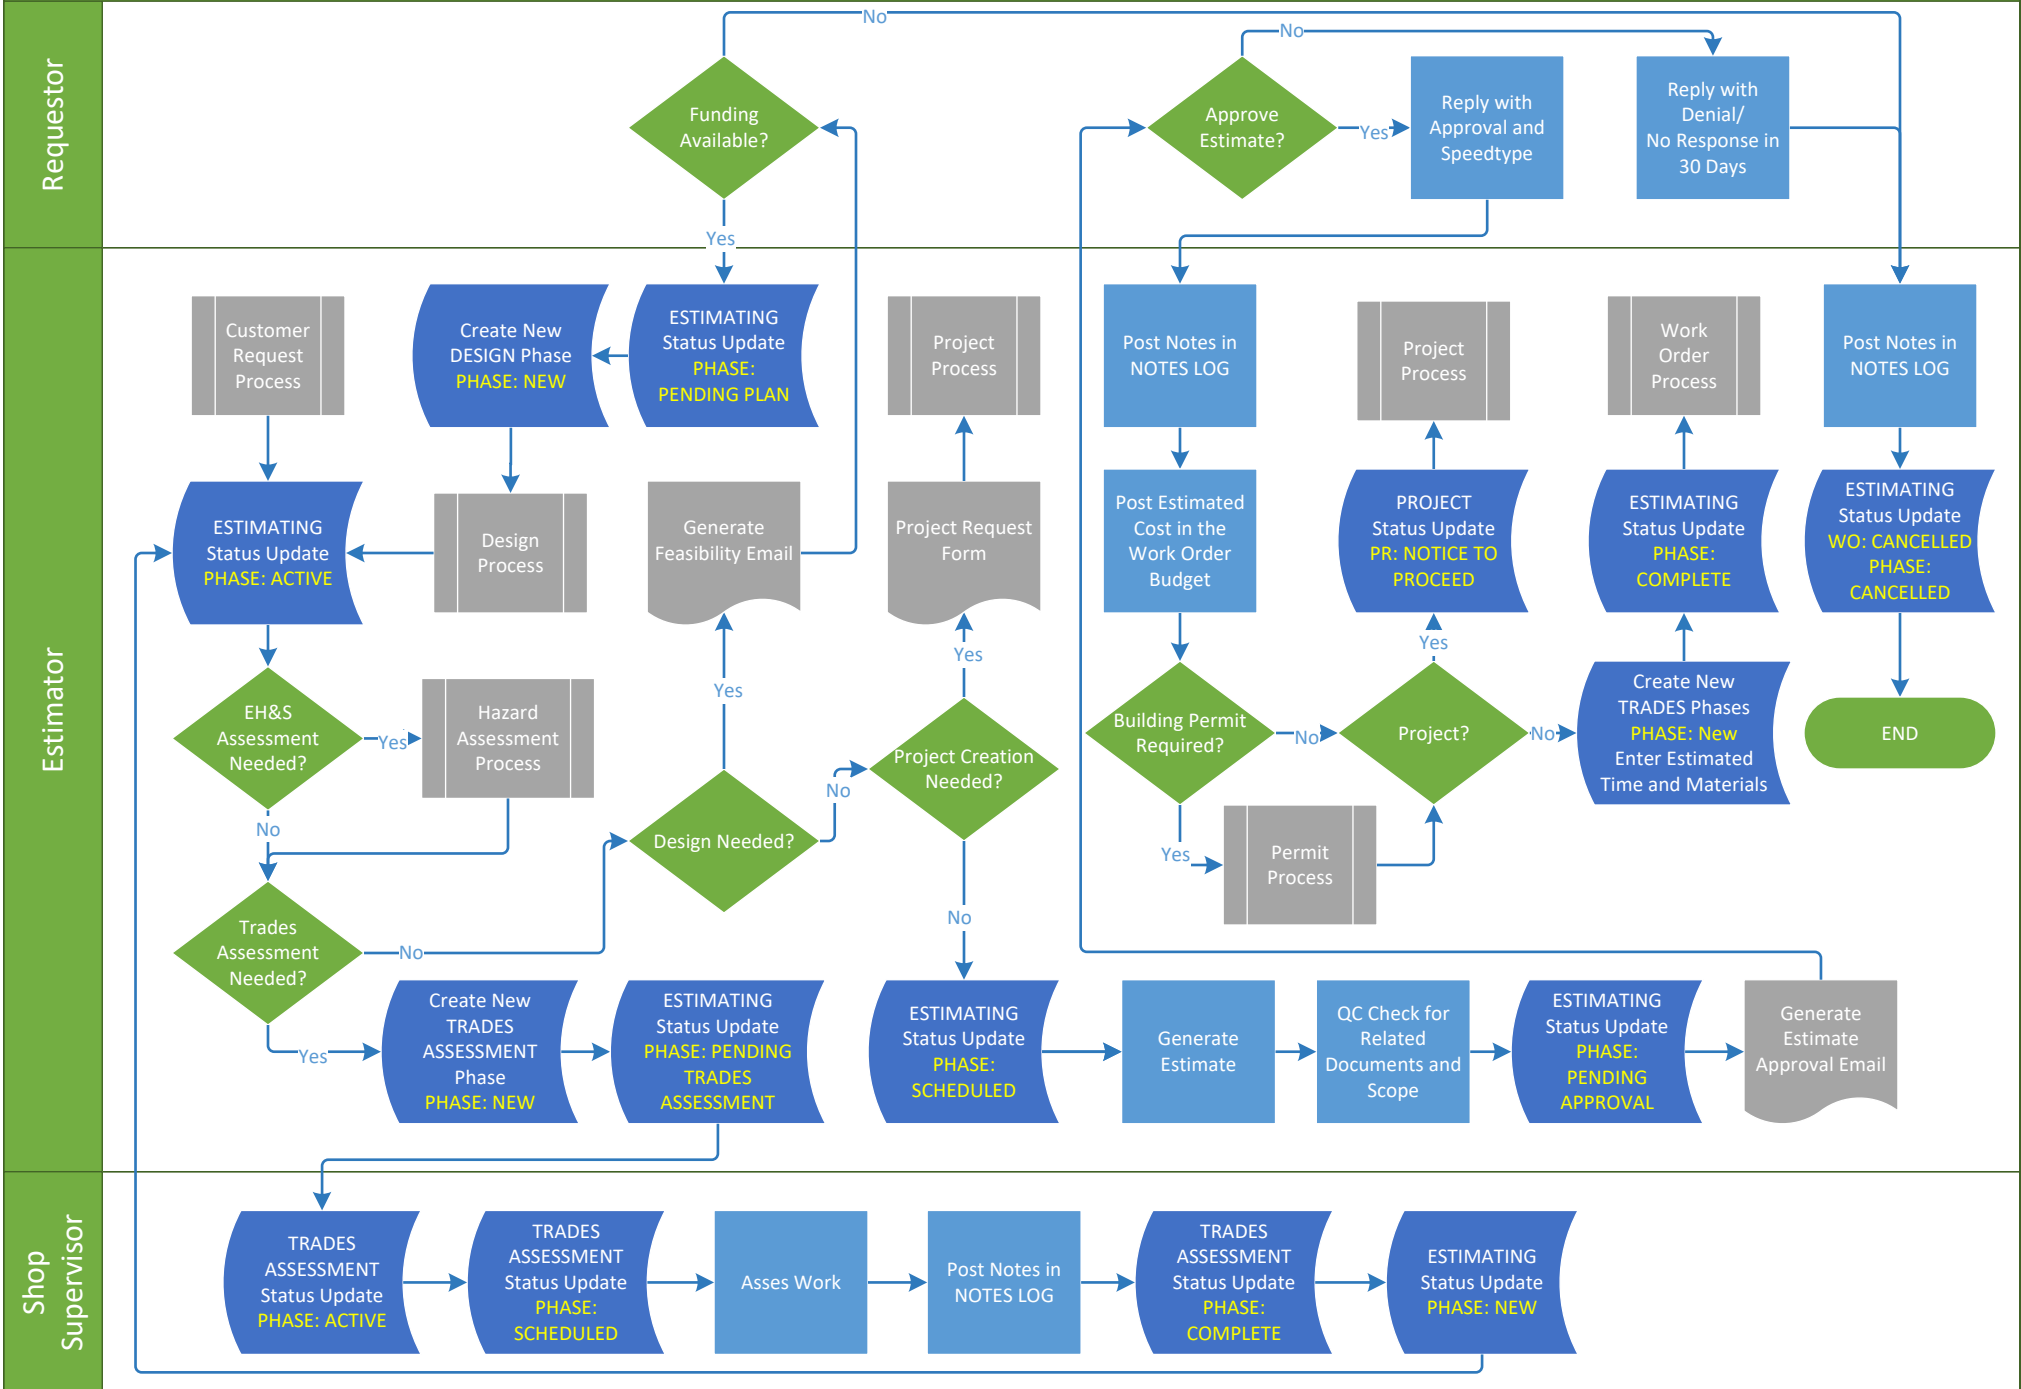 Requestor
No
Funding
Available?
Yes
No
Approve
Estimate?
Yes
Reply with
Approval and
Speedtype
Reply with
Denial/
No Response in
30 Days
Estimator
Customer
Request
Process
Create New
DESIGN Phase
PHASE: NEW
ESTIMATING
Status Update
PHASE:
PENDING PLAN
Project
Process
Post Notes in
NOTES LOG
Project
Process
Work
Order
Process
Post Notes in
NOTES LOG
ESTIMATING
Status Update
PHASE: ACTIVE
Design
Process
Generate
Feasibility Email
Project Request
Form
Post Estimated
Cost in the
Work Order
Budget
PROJECT
Status Update
PR: NOTICE TO
PROCEED
ESTIMATING
Status Update
PHASE:
COMPLETE
ESTIMATING
Status Update
WO: CANCELLED
PHASE:
CANCELLED
EH&S
Assessment
Needed?
Yes
Hazard
Assessment
Process
No
Yes
Design Needed?
No
Yes
Project Creation
Needed?
No
Building Permit
Required?
No
Yes
Permit
Process
Project?
Yes
No
Create New
TRADES Phases
PHASE: New
Enter Estimated
Time and Materials
END
Trades
Assessment
Needed?
No
Yes
Create New
TRADES
ASSESSMENT
Phase
PHASE: NEW
ESTIMATING
Status Update
PHASE: PENDING
TRADES
ASSESSMENT
ESTIMATING
Status Update
PHASE:
SCHEDULED
Generate
Estimate
QC Check for
Related
Documents and
Scope
ESTIMATING
Status Update
PHASE:
PENDING
APPROVAL
Generate
Estimate
Approval Email
Shop
Supervisor
TRADES
ASSESSMENT
Status Update
PHASE: ACTIVE
TRADES
ASSESSMENT
Status Update
PHASE:
SCHEDULED
Asses Work
Post Notes in
NOTES LOG
TRADES
ASSESSMENT
Status Update
PHASE:
COMPLETE
ESTIMATING
Status Update
PHASE: NEW